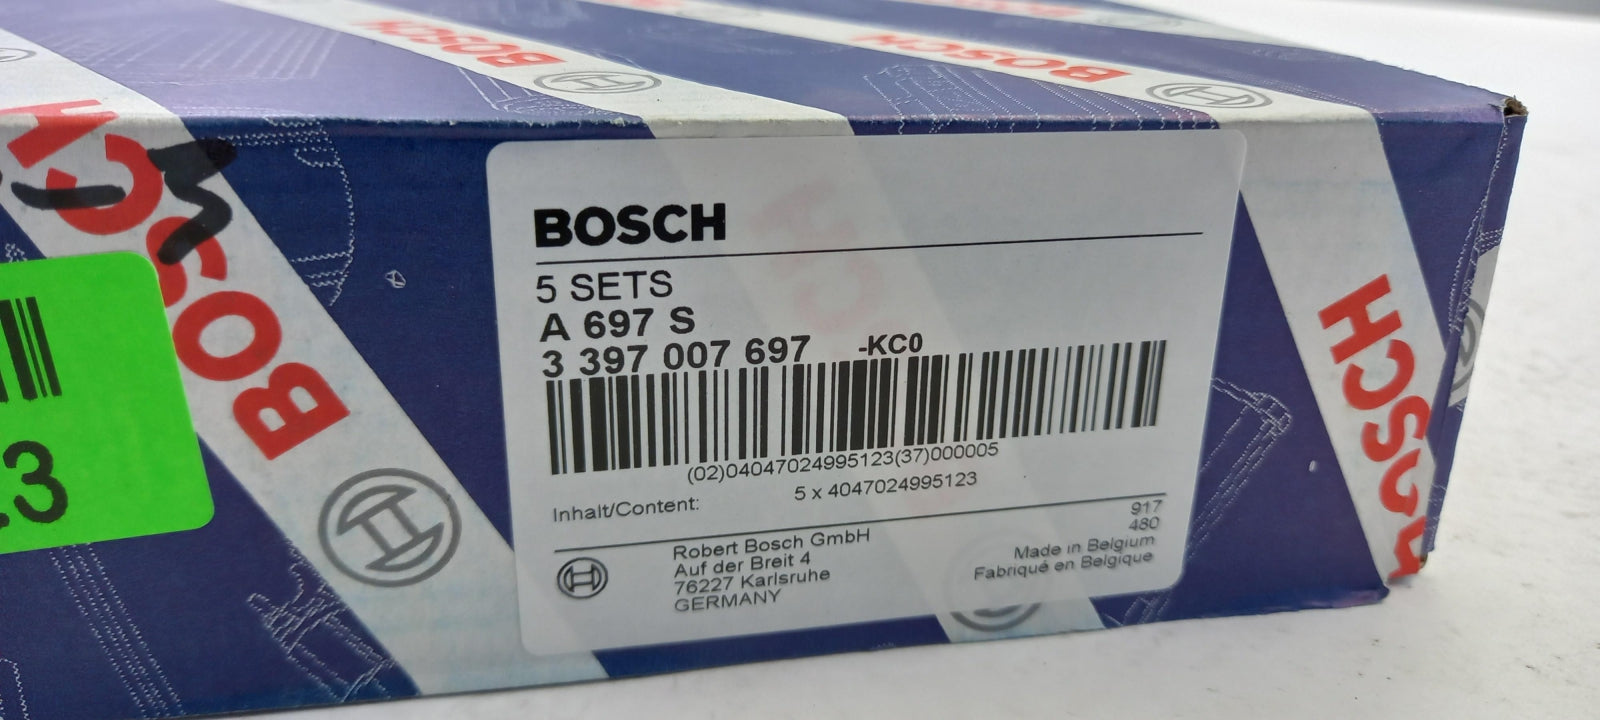 BOSCH
BOSCH
BOSCH
BOSCH
BOSCH
BOSCH
5 SETS
A 697 S
3 397 007 697 -KC0
(02)04047024995123(37)000005
Inhalt/Content: 5 x 4047024995123
917
480
Robert Bosch GmbH
Auf der Breit 4
76227 Karlsruhe
GERMANY
Made in Belgium
Fabriqué en Belgique
3